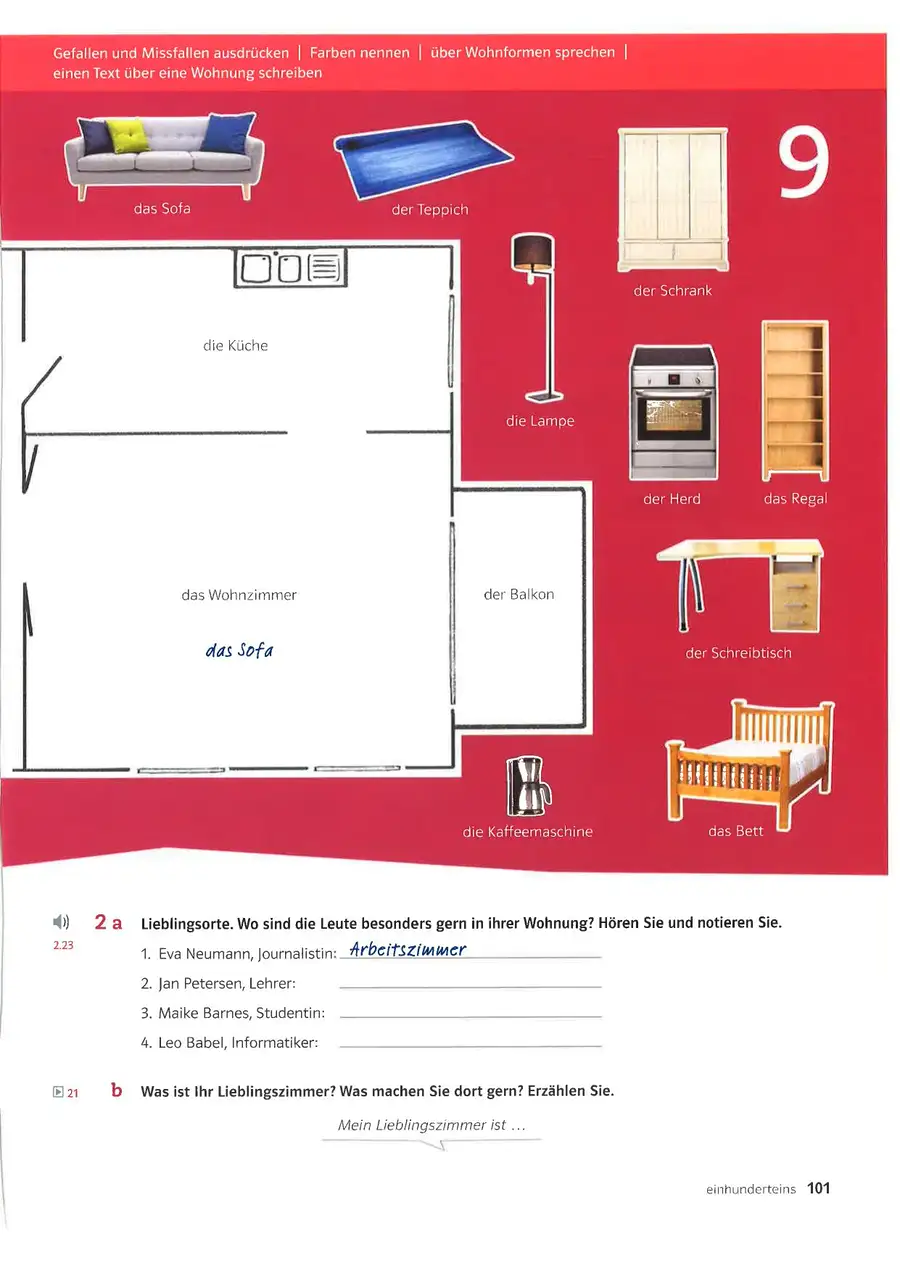 Gefallen und Missfallen ausdrücken | Farben nennen | über Wohnformen sprechen |
einen Text über eine Wohnung schreiben
9
das Sofa
der Teppich
der Schrank
die Küche
die Lampe
der Herd
das Regal
das Wohnzimmer
der Balkon
das Sofa
der Schreibtisch
die Kaffeemaschine
das Bett
2 a Lieblingsorte. Wo sind die Leute besonders gern in ihrer Wohnung? Hören Sie und notieren Sie.
2.23
1. Eva Neumann, Journalistin: Arbeitszimmer
2. Jan Petersen, Lehrer:
3. Maike Barnes, Studentin:
4. Leo Babel, Informatiker:
21 b Was ist Ihr Lieblingszimmer? Was machen Sie dort gern? Erzählen Sie.
Mein Lieblingszimmer ist ...
einhunderteins 101